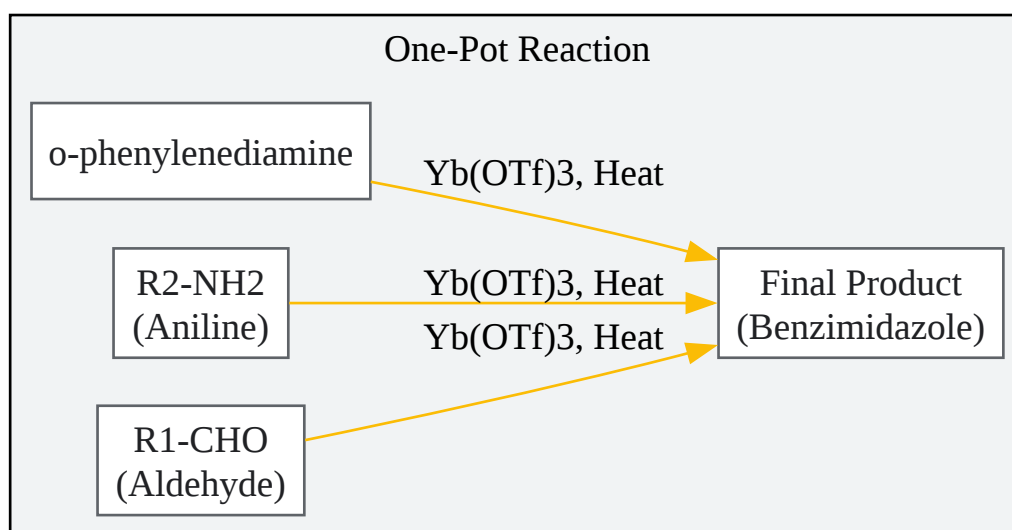 One-Pot Reaction
o-phenylenediamine
Yb(OTf)3, Heat
R2-NH2
(Aniline)
Yb(OTf)3, Heat
Final Product
(Benzimidazole)
Yb(OTf)3, Heat
R1-CHO
(Aldehyde)